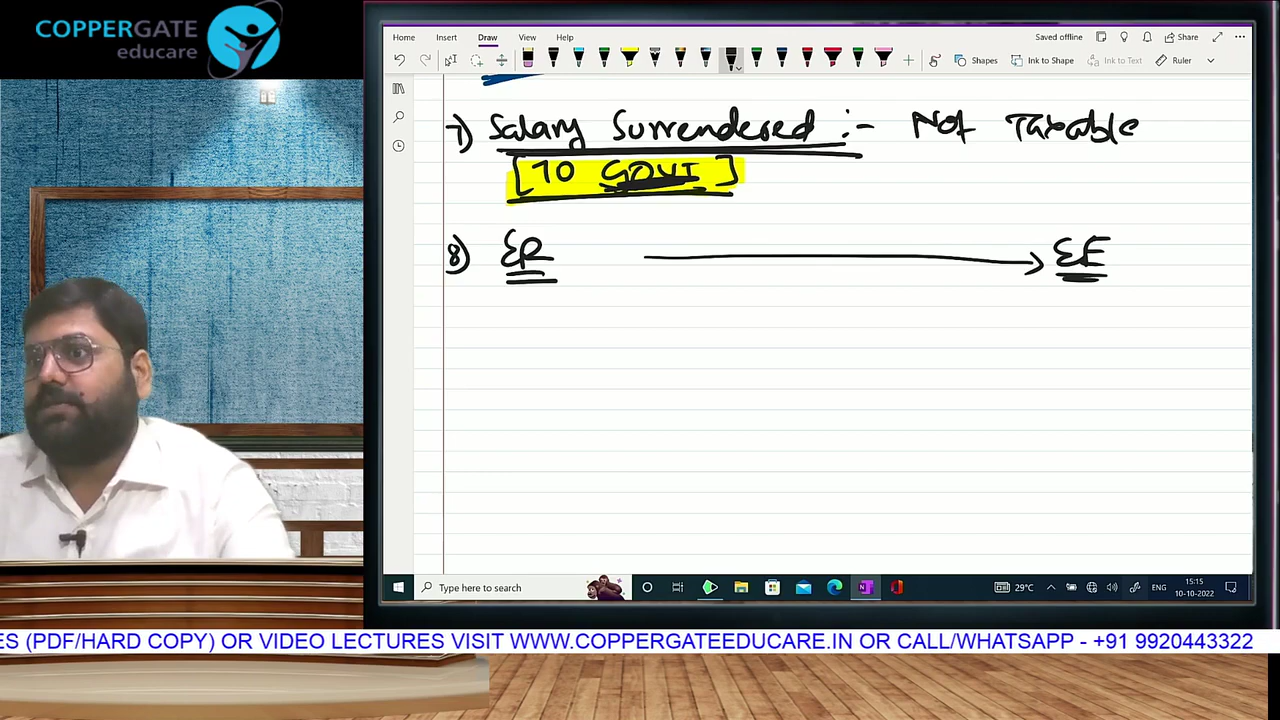 COPPERGATE
educare
Home Insert Draw View Help
Saved offline
Share
Shapes
Ink to Shape
Ink to Text
Ruler
7) Salary Surrendered :- Not Taxable
[TO GOVT]
8) ER → EE
Type here to search
29°C
ENG
15:15
10-10-2022
ES (PDF/HARD COPY) OR VIDEO LECTURES VISIT WWW.COPPERGATEEDUCARE.IN OR CALL/WHATSAPP - +91 9920443322